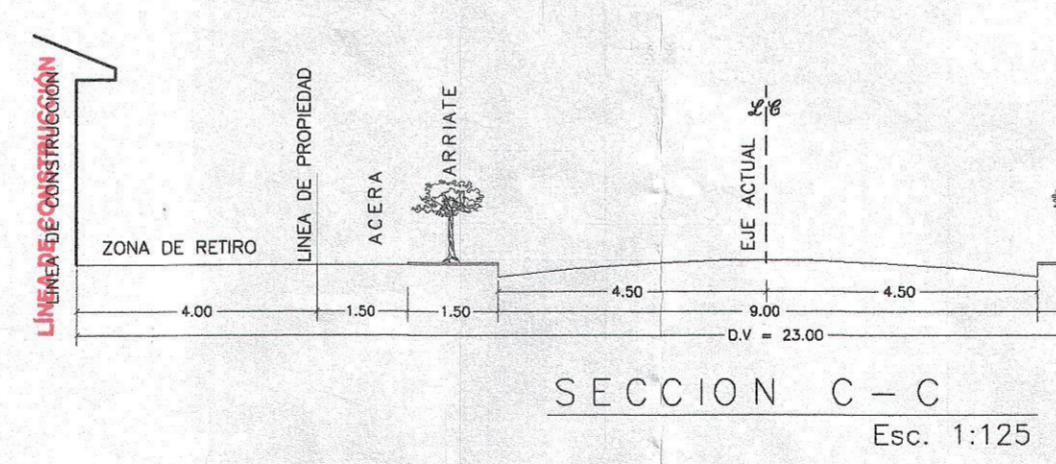 LÍNEA DE CONSTRUCCIÓN
LINEA DE CONSTRUCCION
ZONA DE RETIRO
LINEA DE PROPIEDAD
ACERA
ARRIATE
EJE ACTUAL
LC
4.50
4.50
4.00
1.50
1.50
9.00
D.V = 23.00
SECCION C - C
Esc. 1:125